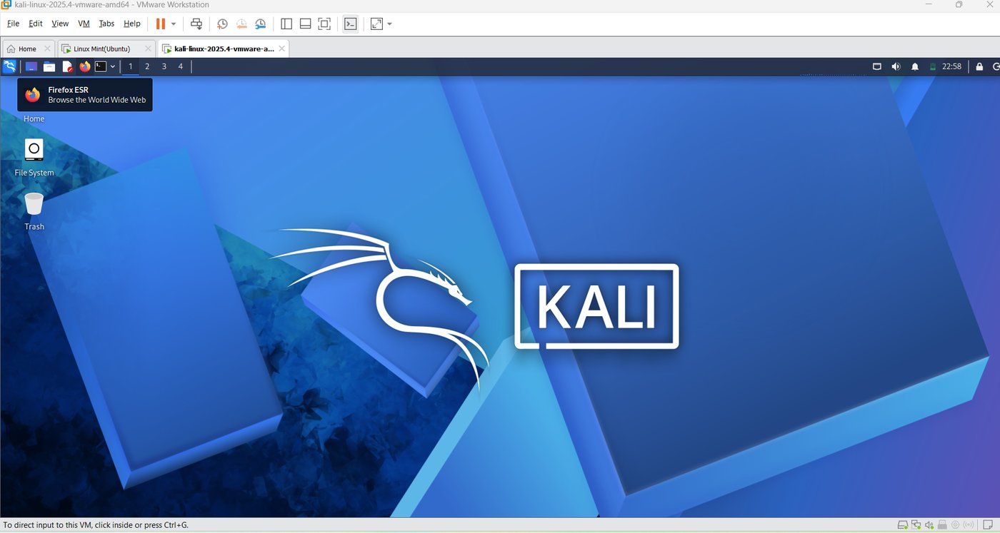 kali-linux-2025.4-vmware-amd64 - VMware Workstation
File Edit View VM Tabs Help
Home Linux Mint(Ubuntu) kali-linux-2025.4-vmware-a...
1 2 3 4 22:58
Firefox ESR
Browse the World Wide Web
Home
File System
Trash
KALI
To direct input to this VM, click inside or press Ctrl+G.